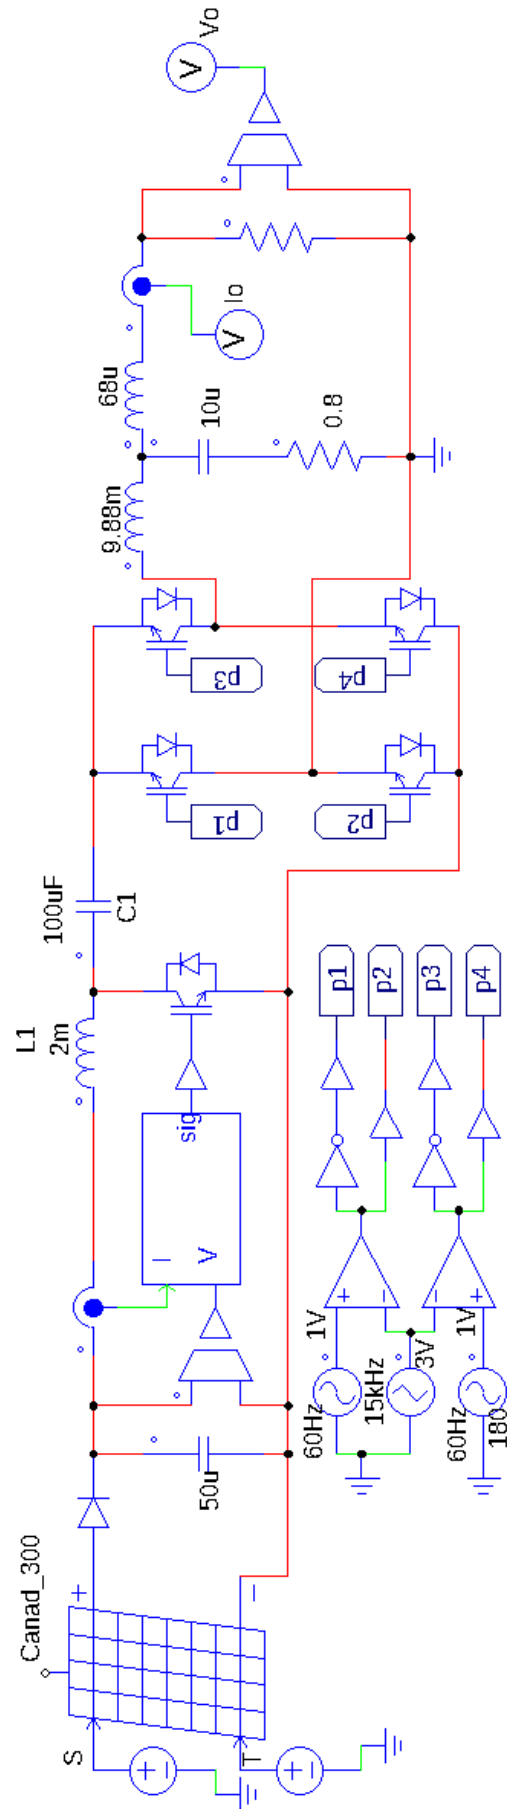 Canad_300
S
T
+
−
50u
I
V
sig
L1
2m
100uF
C1
p1
p2
p3
p4
9.88m
68u
10u
0.8
V
Io
V
Vo
60Hz
1V
15kHz
3V
60Hz
180
1V
p1
p2
p3
p4